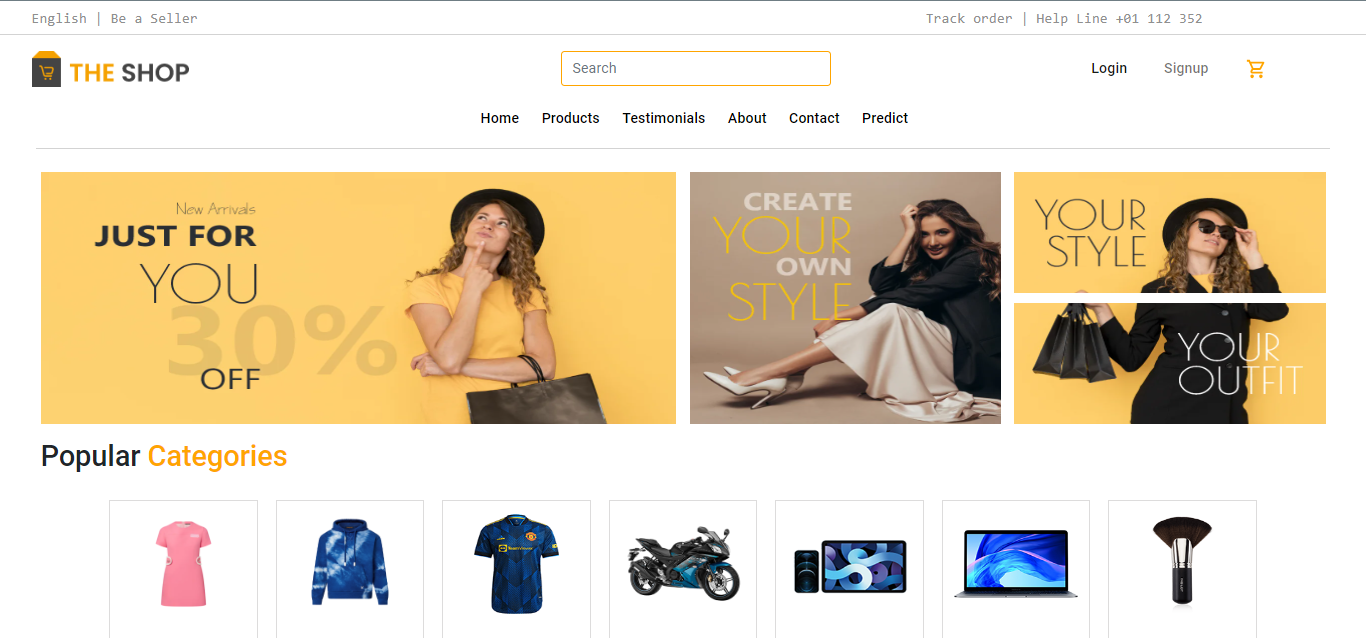 English | Be a Seller
Track order | Help Line +01 112 352
THE SHOP
Search
Login
Signup
Home
Products
Testimonials
About
Contact
Predict
New Arrivals
JUST FOR
YOU
30%
OFF
CREATE
YOUR
OWN
STYLE
YOUR
STYLE
YOUR
OUTFIT
Popular Categories
TeamViewer